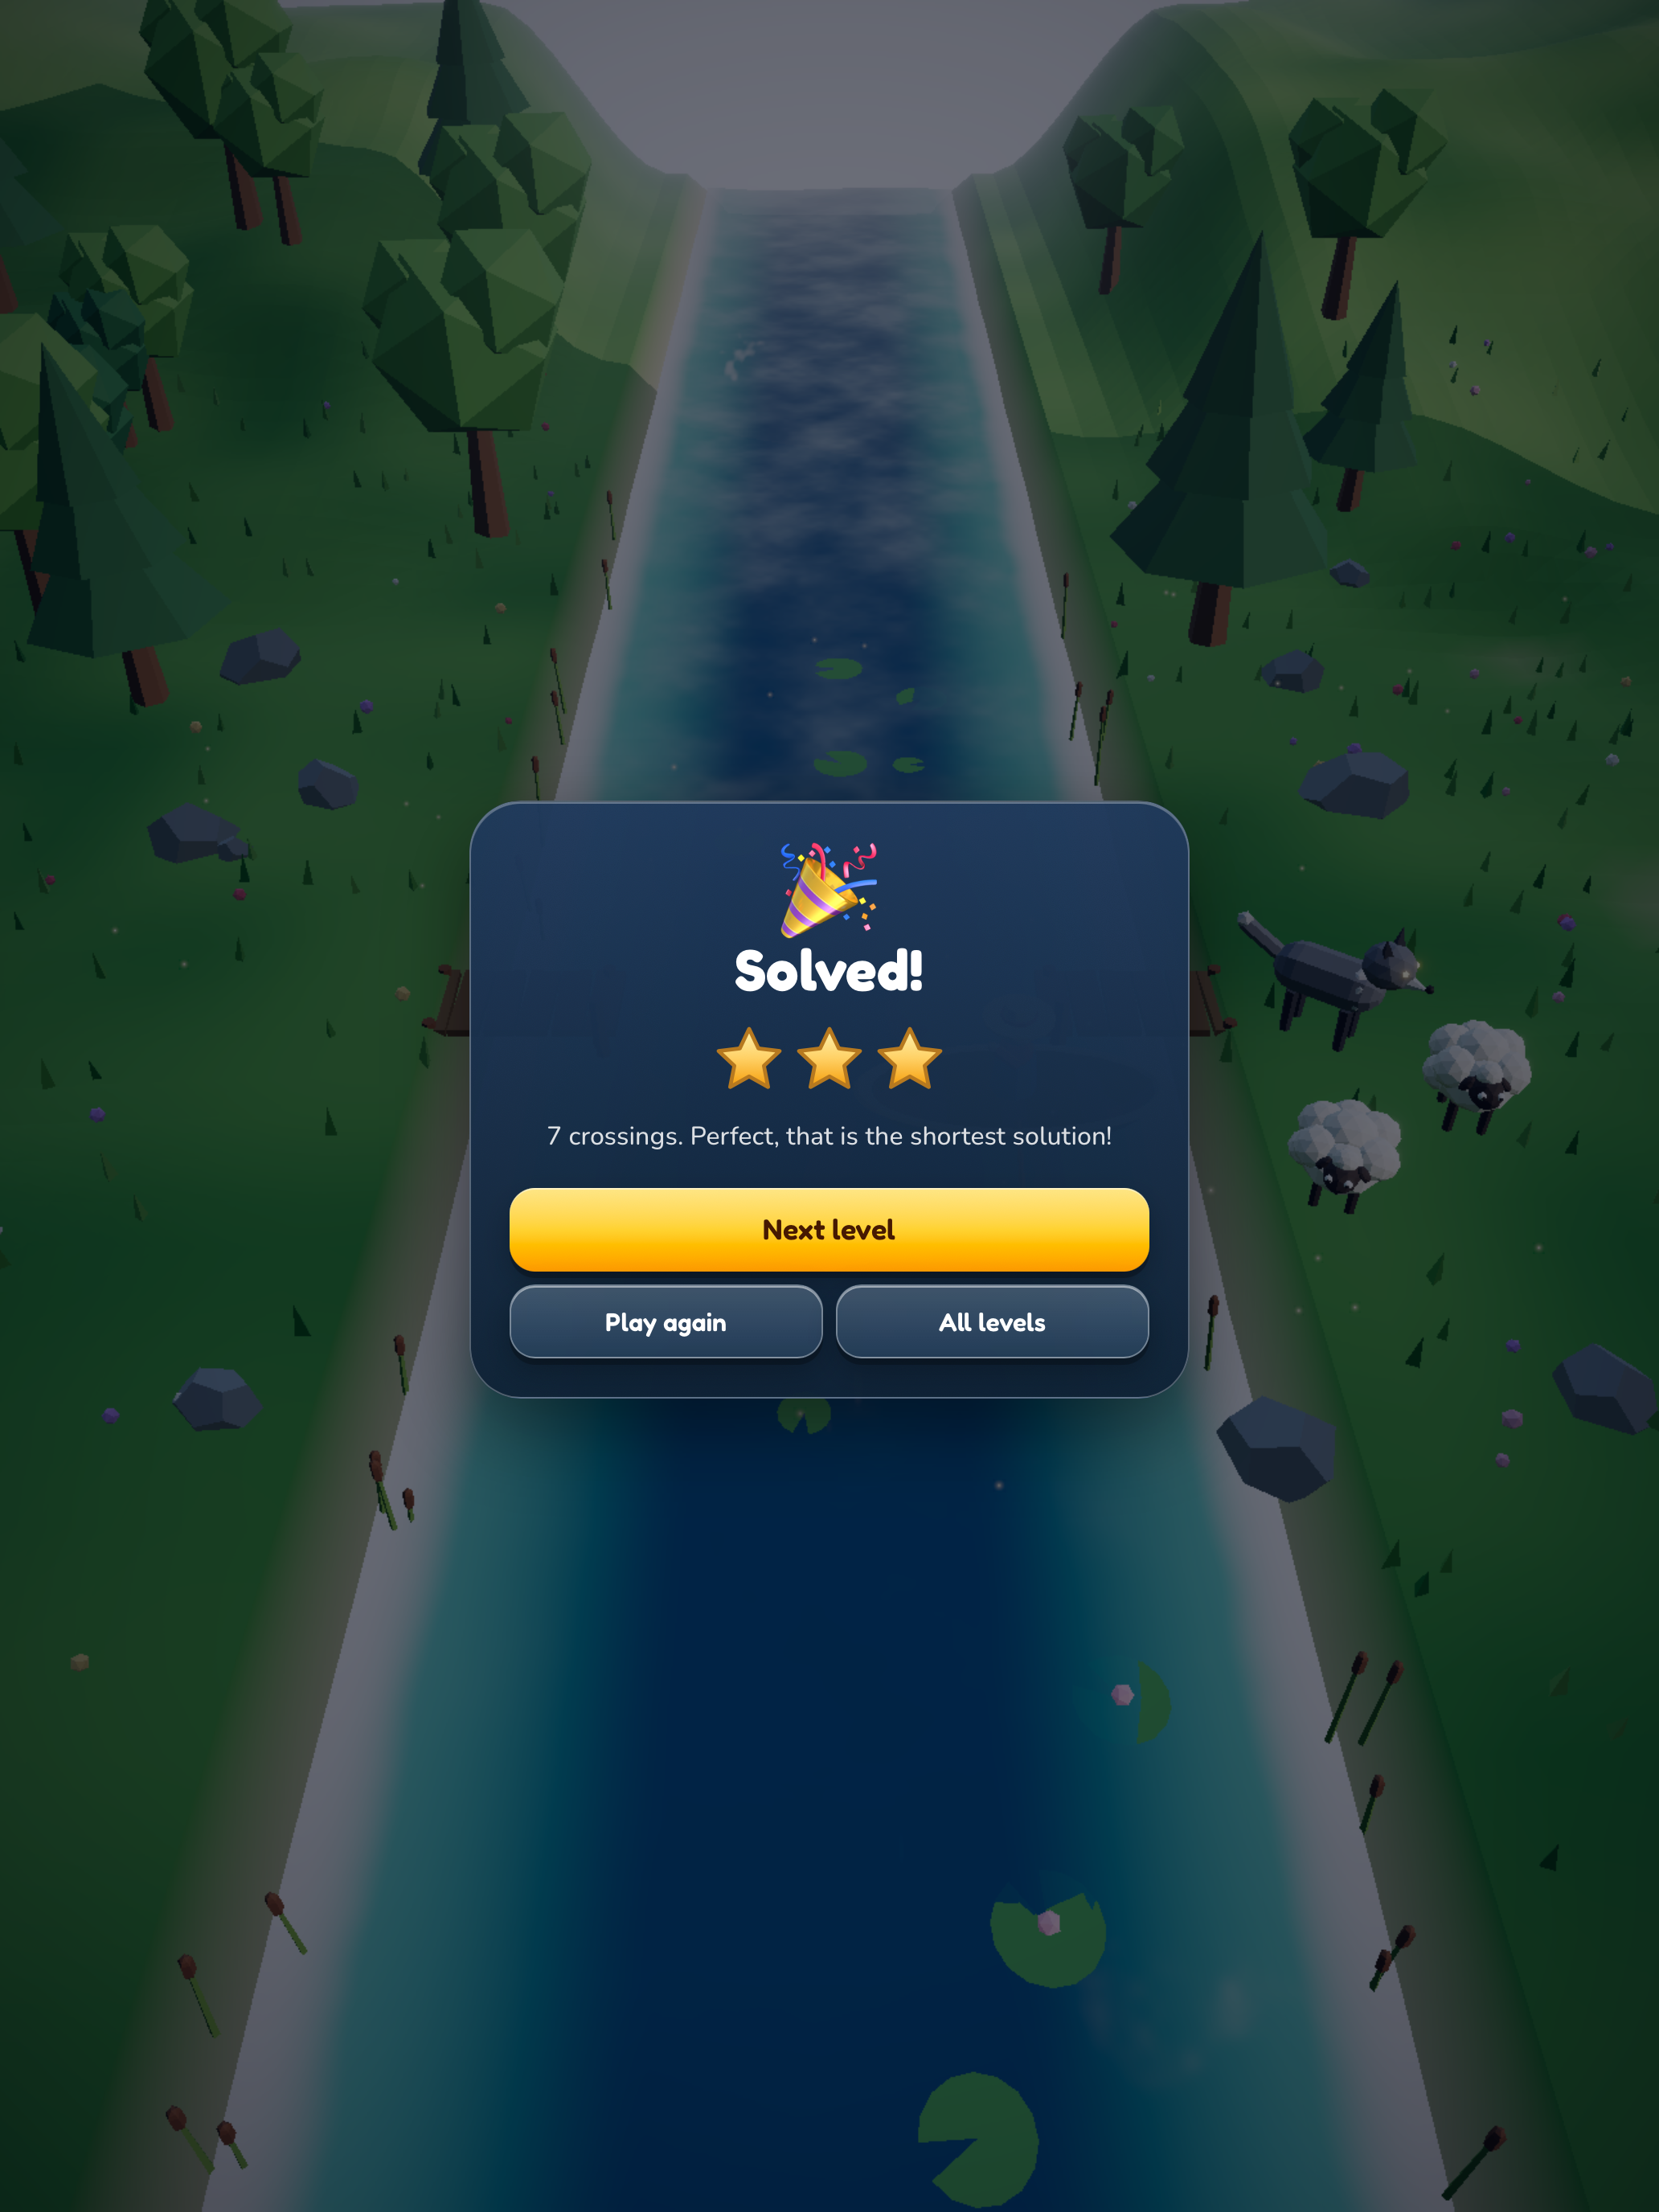 Solved!
7 crossings. Perfect, that is the shortest solution!
Next level
Play again
All levels